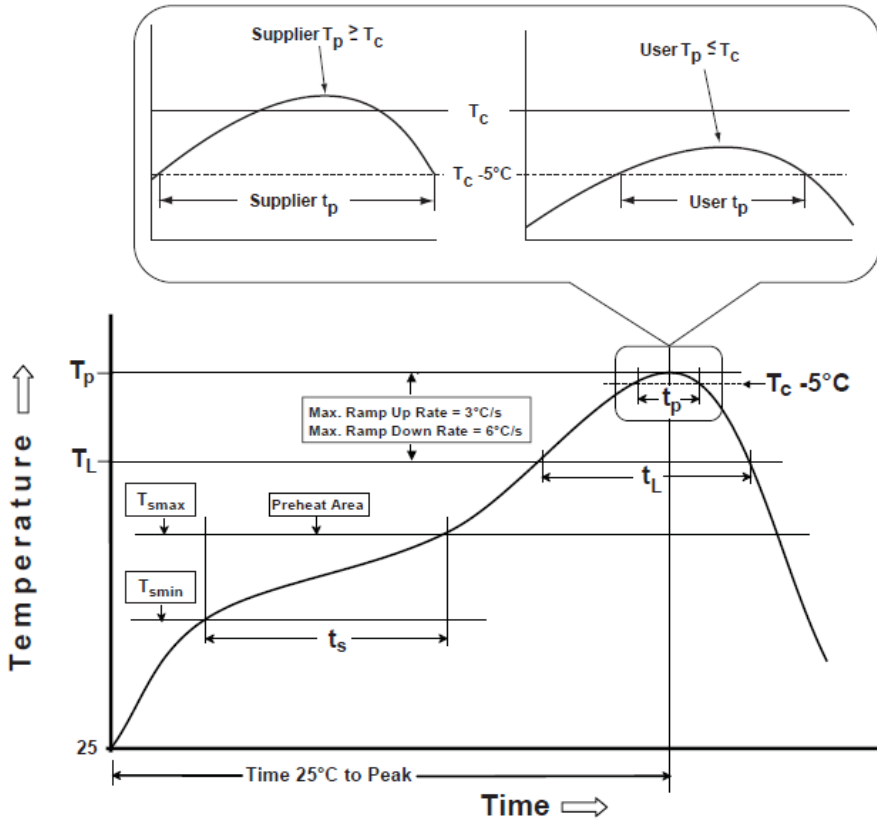 Supplier Tp ≥ Tc
User Tp ≤ Tc
Tc
Tc -5°C
Supplier tp
User tp
Tp
Tc -5°C
tp
Max. Ramp Up Rate = 3°C/s
Max. Ramp Down Rate = 6°C/s
TL
tL
Tsmax
Preheat Area
Tsmin
ts
Temperature
25
Time 25°C to Peak
Time